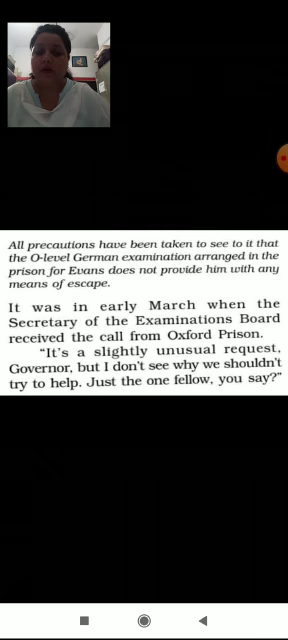 All precautions have been taken to see to it that
the O-level German examination arranged in the
prison for Evans does not provide him with any
means of escape.
It was in early March when the
Secretary of the Examinations Board
received the call from Oxford Prison.
“It's a slightly unusual request,
Governor, but I don't see why we shouldn't
try to help. Just the one fellow, you say?”